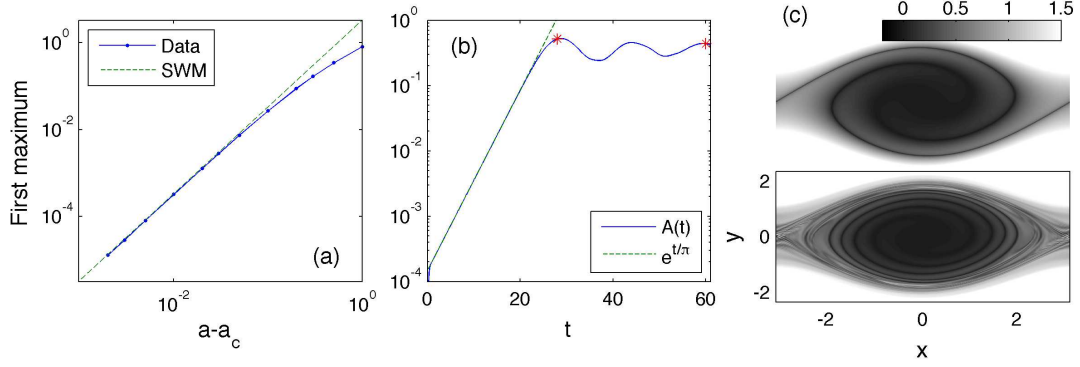 First maximum
10^0
10^-2
10^-4
Data
SWM
(a)
10^-2
10^0
a-a_c
10^0
10^-1
10^-2
10^-3
10^-4
(b)
A(t)
e^{t/π}
0
20
40
60
t
(c)
0
0.5
1
1.5
2
0
-2
y
-2
0
2
x